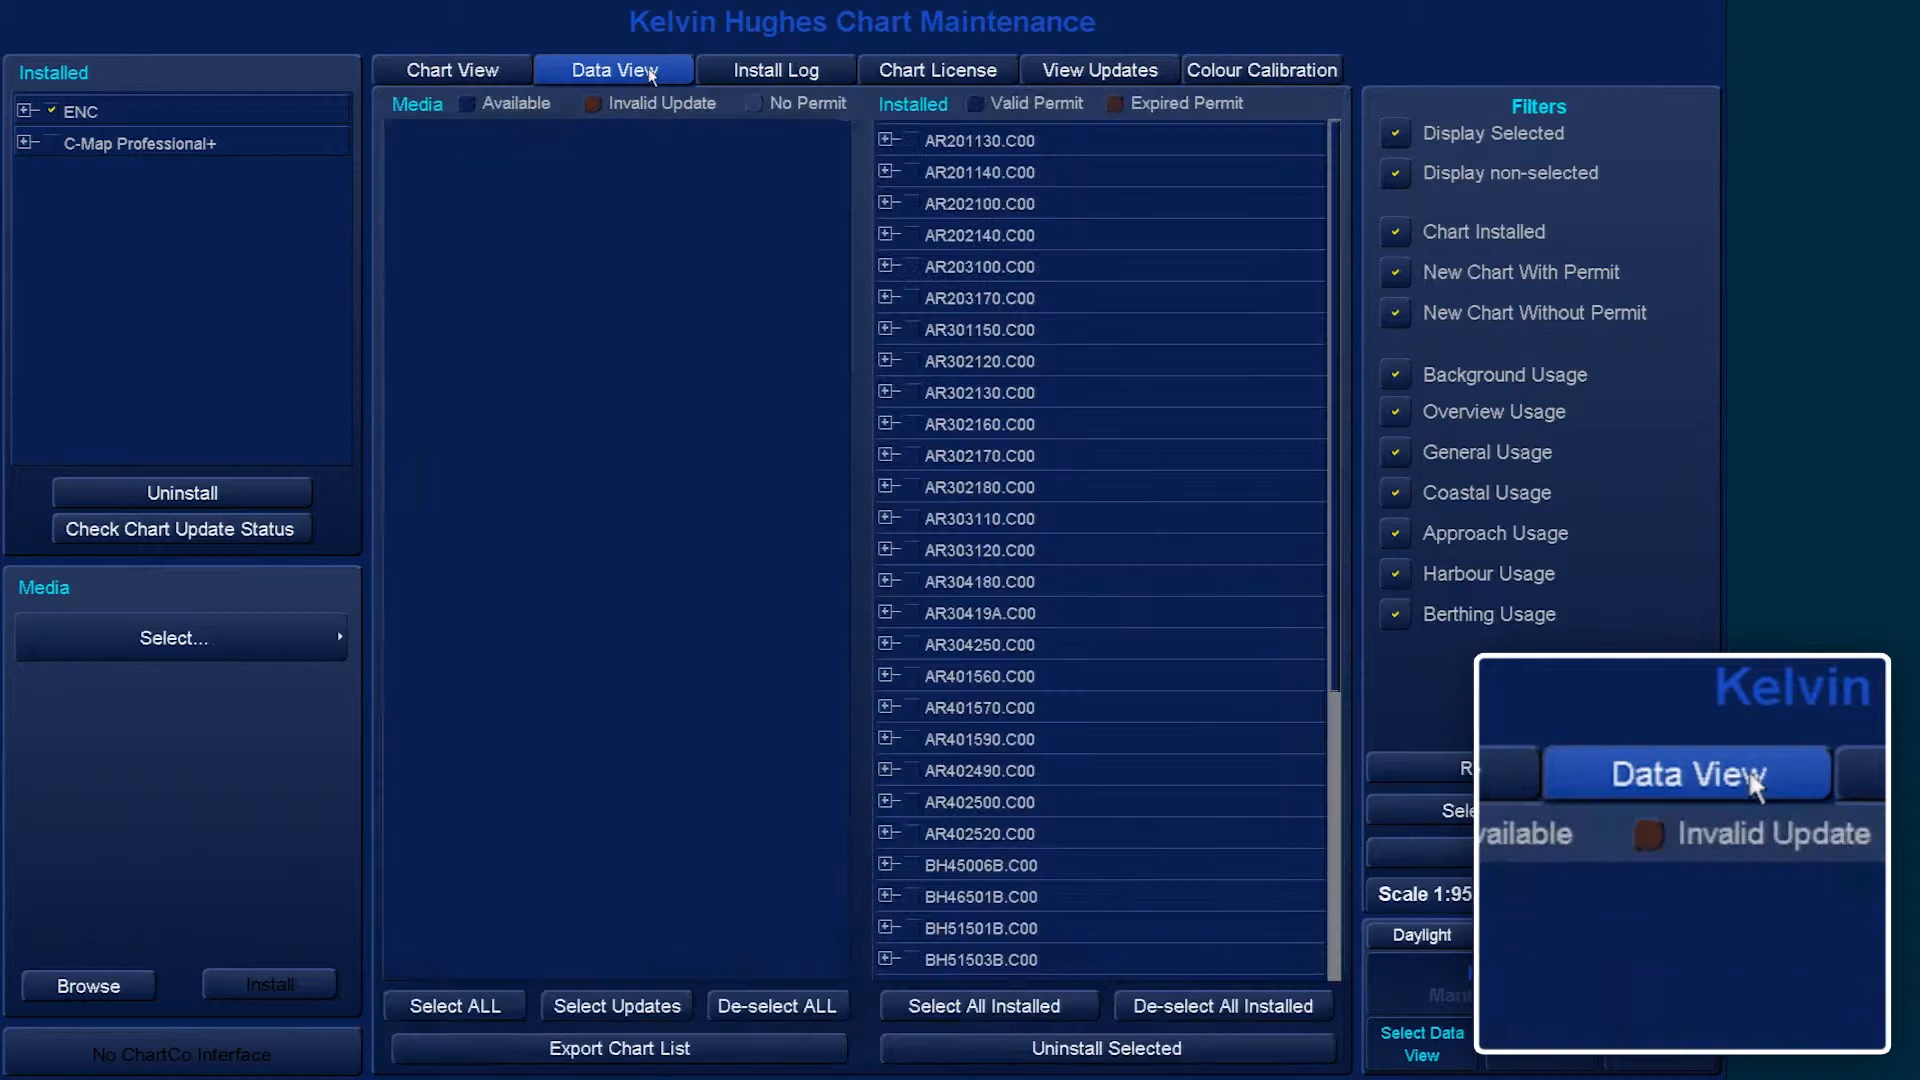 Kelvin Hughes Chart Maintenance
Installed
ENC
C-Map Professional+
Uninstall
Check Chart Update Status
Media
Select...
Browse
Install
No ChartCo Interface
Chart View
Data View
Install Log
Chart License
View Updates
Colour Calibration
Media
Available
Invalid Update
No Permit
Select ALL
Select Updates
De-select ALL
Export Chart List
Installed
Valid Permit
Expired Permit
AR201130.C00
AR201140.C00
AR202100.C00
AR202140.C00
AR203100.C00
AR203170.C00
AR301150.C00
AR302120.C00
AR302130.C00
AR302160.C00
AR302170.C00
AR302180.C00
AR303110.C00
AR303120.C00
AR304180.C00
AR30419A.C00
AR304250.C00
AR401560.C00
AR401570.C00
AR401590.C00
AR402490.C00
AR402500.C00
AR402520.C00
BH45006B.C00
BH46501B.C00
BH51501B.C00
BH51503B.C00
Select All Installed
De-select All Installed
Uninstall Selected
Filters
Display Selected
Display non-selected
Chart Installed
New Chart With Permit
New Chart Without Permit
Background Usage
Overview Usage
General Usage
Coastal Usage
Approach Usage
Harbour Usage
Berthing Usage
Scale 1:95
Daylight
Select Data
View
Kelvin
Data View
Invalid Update